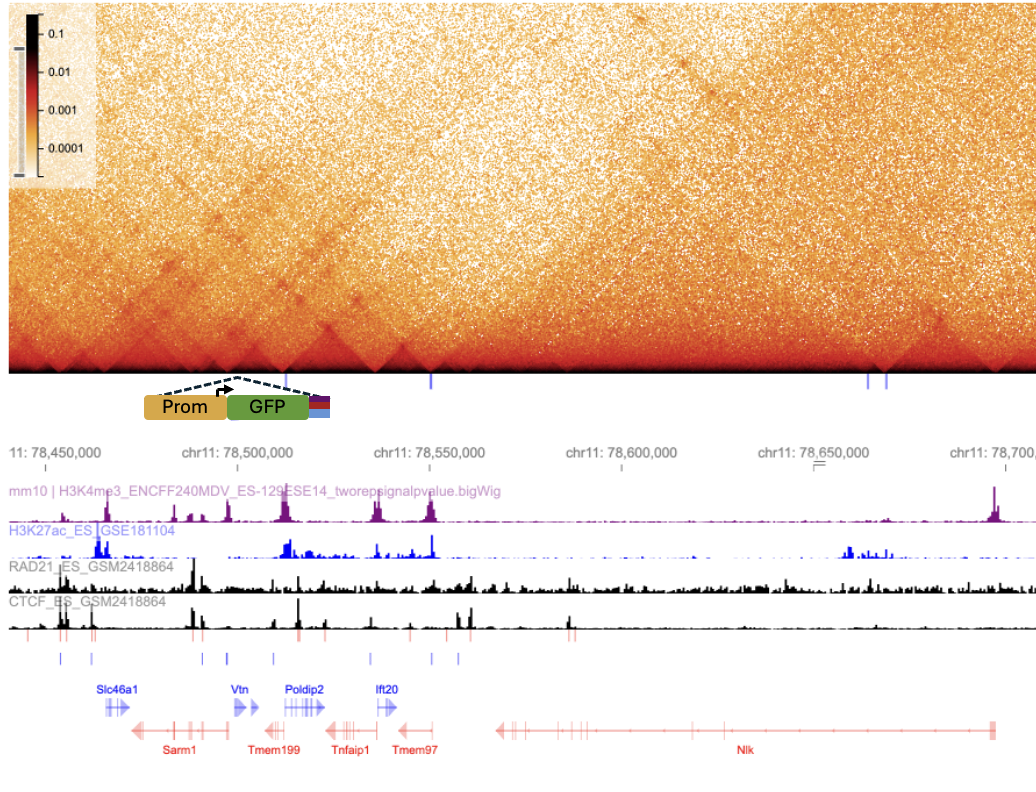 0.1
0.01
0.001
0.0001
Prom GFP
11: 78,450,000 chr11: 78,500,000 chr11: 78,550,000 chr11: 78,600,000 chr11: 78,650,000 chr11: 78,700,
mm10 | H3K4me3_ENCFF240MDV_ES-129ESE14_tworepsignalpvalue.bigWig
H3K27ac_ES_GSE181104
RAD21_ES_GSM2418864
CTCF_ES_GSM2418864
Slc46a1 Vtn Poldip2 Ift20
Sarm1 Tmem199 Tnfaip1 Tmem97 Nlk